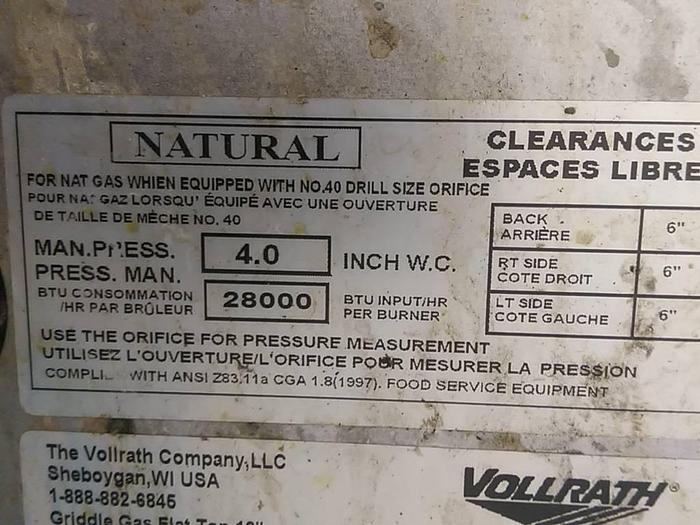 NATURAL
FOR NAT GAS WHEN EQUIPPED WITH NO.40 DRILL SIZE ORIFICE
POUR NAT GAZ LORSQU' ÉQUIPÉ AVEC UNE OUVERTURE
DE TAILLE DE MÈCHE NO. 40
MAN.PRESS. 4.0 INCH W.C.
PRESS. MAN.
BTU CONSOMMATION 28000 BTU INPUT/HR
/HR PAR BRÛLEUR PER BURNER
USE THE ORIFICE FOR PRESSURE MEASUREMENT
UTILISEZ L'OUVERTURE/L'ORIFICE POUR MESURER LA PRESSION
WITH ANSI Z83.11a CGA 1.8(1997). FOOD SERVICE EQUIPMENT
CLEARANCES
ESPACES LIBRE
BACK 6"
ARRIÈRE
RT SIDE 6"
COTE DROIT
LT SIDE 6"
COTE GAUCHE
The Vollrath Company,LLC
Sheboygan,WI USA
1-888-882-6845
Griddle Gas Flat Top
VOLLRATH®